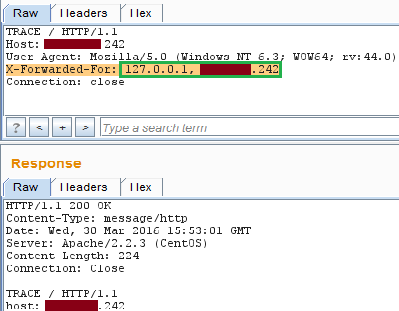 Raw Headers Hex
TRACE / HTTP/1.1
Host: .242
User Agent: Mozilla/5.0 (Windows NT 6.3; WOW64; rv:44.0)
X-Forwarded-For: 127.0.0.1, .242
Connection: close
? < + > Type a search term
Response
Raw Headers Hex
HTTP/1.1 200 OK
Content-Type: message/http
Date: Wed, 30 Mar 2016 15:53:01 GMT
Server: Apache/2.2.3 (CentOS)
Content Length: 224
Connection: Close
TRACE / HTTP/1.1
host: .242